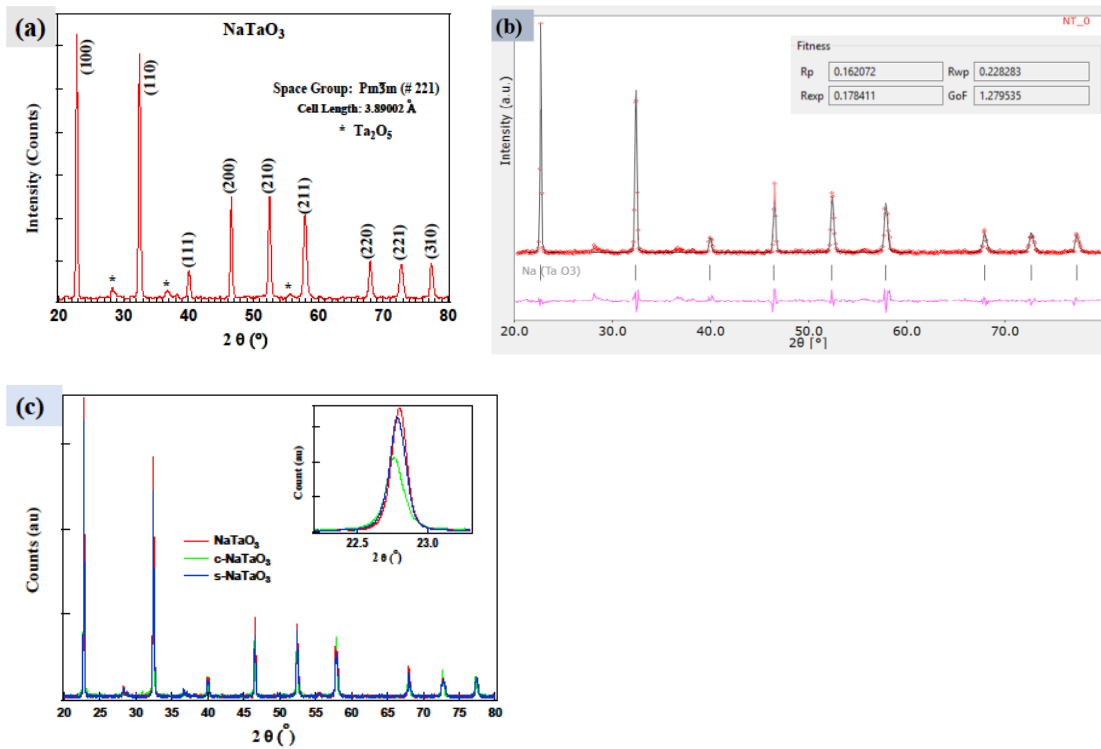 (a)
NaTaO₃
Space Group: Pm3̅m (# 221)
Cell Length: 3.89002 Å
* Ta₂O₅
(100)
(110)
(111)
(200)
(210)
(211)
(220)
(221)
(310)
*
*
*
Intensity (Counts)
20 30 40 50 60 70 80
2 θ (º)
(b)
NT_0
Fitness
Rp 0.162072 Rwp 0.228283
Rexp 0.178411 GoF 1.279535
Intensity (a.u.)
Na (Ta O3)
20.0 30.0 40.0 50.0 60.0 70.0
2θ [°]
(c)
Counts (au)
NaTaO₃
c-NaTaO₃
s-NaTaO₃
Count (au)
22.5 23.0
2 θ (°)
20 25 30 35 40 45 50 55 60 65 70 75 80
2 θ (°)